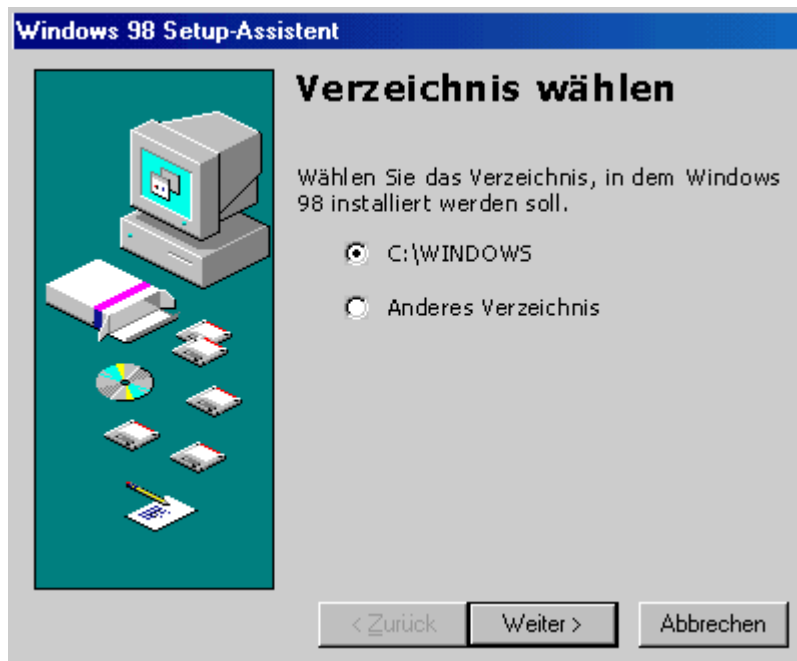 Windows 98 Setup-Assistent
Verzeichnis wählen
Wählen Sie das Verzeichnis, in dem Windows
98 installiert werden soll.
C:\WINDOWS
Anderes Verzeichnis
< Zurück
Weiter >
Abbrechen